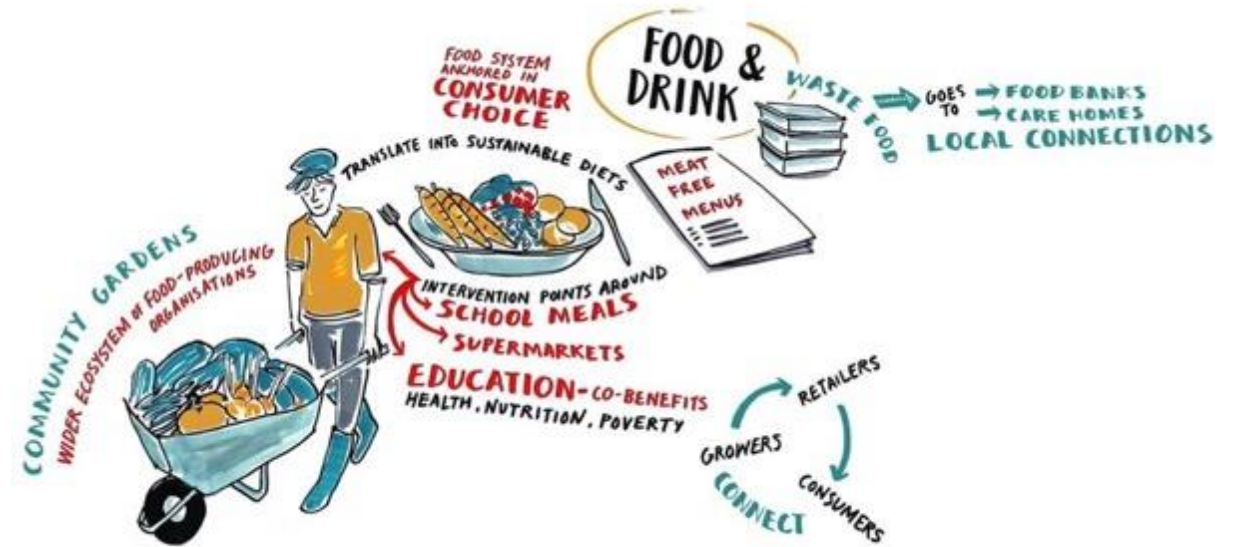 FOOD &
DRINK
FOOD SYSTEM
ANCHORED IN
CONSUMER
CHOICE
TRANSLATE INTO SUSTAINABLE DIETS
WASTE FOOD
GOES
TO
FOOD BANKS
CARE HOMES
LOCAL CONNECTIONS
MEAT
FREE
MENUS
COMMUNITY GARDENS
WIDER ECOSYSTEM of FOOD-PRODUCING
ORGANISATIONS
INTERVENTION POINTS AROUND
SCHOOL MEALS
SUPERMARKETS
EDUCATION - CO-BENEFITS
HEALTH, NUTRITION, POVERTY
GROWERS
RETAILERS
CONSUMERS
CONNECT